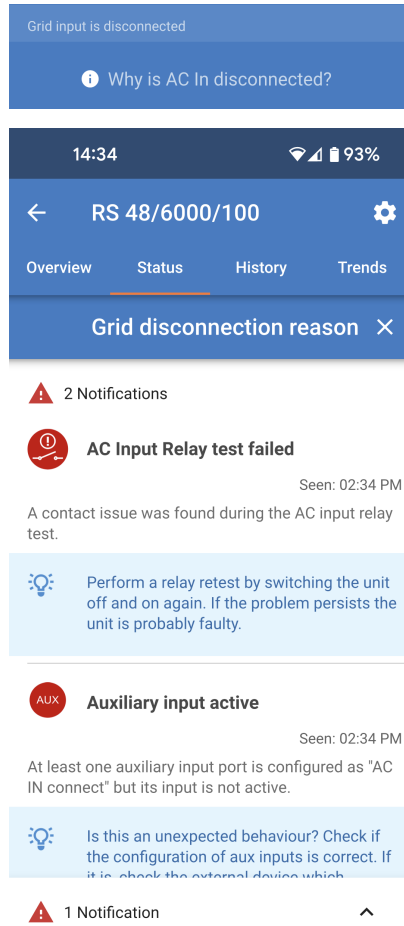 Grid input is disconnected
Why is AC In disconnected?
14:34 93%
RS 48/6000/100
Overview Status History Trends
Grid disconnection reason
2 Notifications
AC Input Relay test failed
Seen: 02:34 PM
A contact issue was found during the AC input relay
test.
Perform a relay retest by switching the unit
off and on again. If the problem persists the
unit is probably faulty.
AUX
Auxiliary input active
Seen: 02:34 PM
At least one auxiliary input port is configured as "AC
IN connect" but its input is not active.
Is this an unexpected behaviour? Check if
the configuration of aux inputs is correct. If
it is, check the external device which
1 Notification